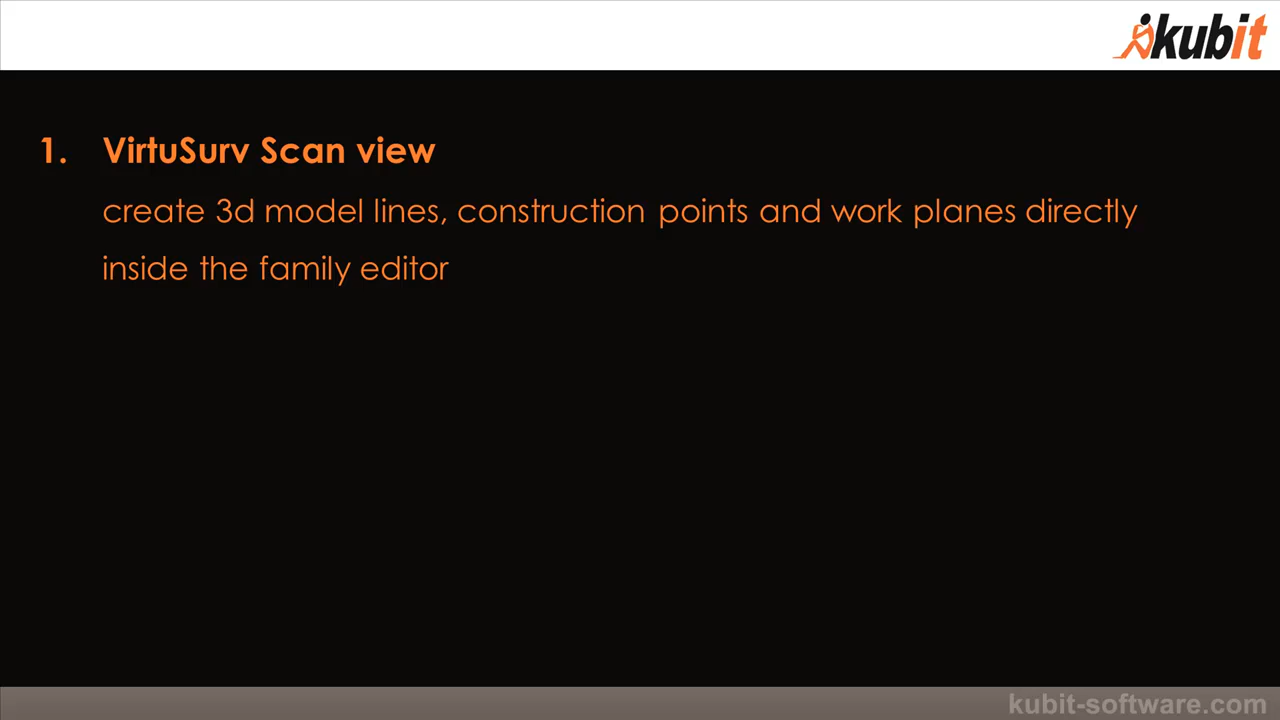 kubit
1. VirtuSurv Scan view
create 3d model lines, construction points and work planes directly
inside the family editor
kubit-software.com